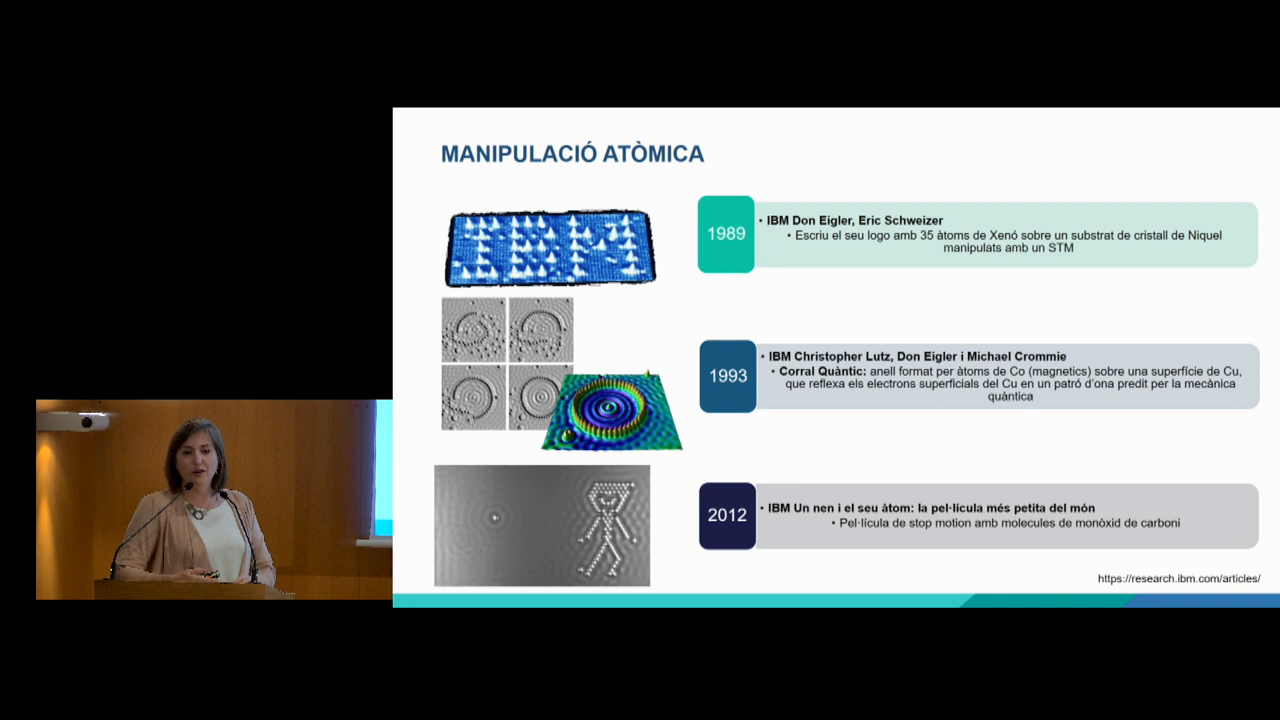 MANIPULACIÓ ATÒMICA
IBM
1989
• IBM Don Eigler, Eric Schweizer
• Escriu el seu logo amb 35 àtoms de Xenó sobre un substrat de cristall de Níquel
manipulats amb un STM
1993
• IBM Christopher Lutz, Don Eigler i Michael Crommie
• Corral Quàntic: anell format per àtoms de Co (magnetics) sobre una superfície de Cu,
que reflexa els electrons superficials del Cu en un patró d’ona predit per la mecànica
quàntica
2012
• IBM Un nen i el seu àtom: la pel·lícula més petita del món
• Pel·lícula de stop motion amb molecules de monòxid de carboni
https://research.ibm.com/articles/